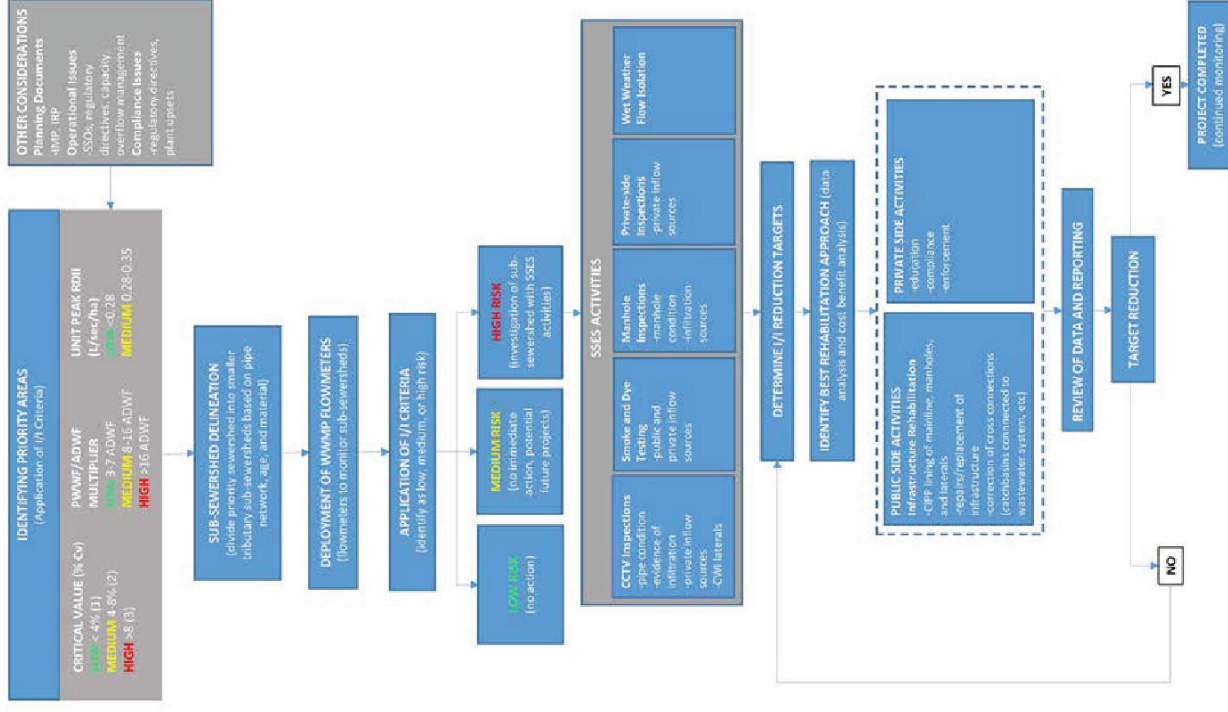 IDENTIFYING PRIORITY AREAS
(Application of I/I Criteria)
CRITICAL VALUE (% Cv)
LOW < 4% (1)
MEDIUM 4-8% (2)
HIGH >8 (3)
PWWF/ADWF
MULTIPLIER
LOW 3-7 ADWF
MEDIUM 8-16 ADWF
HIGH >16 ADWF
UNIT PEAK RDII
(L/sec/ha)
LOW <0.28
MEDIUM 0.28-0.35
OTHER CONSIDERATIONS
Planning Documents
-IMP, IRP
Operational Issues
-SSOs, regulatory
directives, capacity,
overflow management
Compliance Issues
-regulatory directives,
plant upsets
SUB-SEWERSHED DELINEATION
(divide priority sewershed into smaller
tributary sub-sewersheds based on pipe
network, age, and material)
DEPLOYMENT OF WWMP FLOWMETERS
(flowmetes to monitor sub-sewersheds)
APPLICATION OF I/I CRITERIA
(identify as low, medium, or high risk)
LOW RISK
(no action)
MEDIUM RISK
(no immediate
action, potential
future projects)
HIGH RISK
(investigation of sub-
sewershed with SSES
activities)
SSES ACTIVITIES
CCTV Inspections
-pipe condition
-evidence of
infiltration
-private inflow
sources
-CWI laterals
Smoke and Dye
Testing
-public and
private inflow
sources
Manhole
Inspections
-manhole
condition
-infiltration
sources
Private-side
Inspections
-private inflow
sources
Wet Weather
Flow Isolation
DETERMINE I/I REDUCTION TARGETS
IDENTIFY BEST REHABILITATION APPROACH (data
analysis and cost benefit analysis)
PUBLIC SIDE ACTIVITIES
Infrastructure Rehabilitation
-CIPP lining of mainline, manholes,
and laterals
-repairs/replacement of
infrastructure
-correction of cross connections
(catchbasins connected to
wastewater system, etc)
PRIVATE SIDE ACTIVITIES
-education
-compliance
-enforcement
REVIEW OF DATA AND REPORTING
TARGET REDUCTION
NO
YES
PROJECT COMPLETED
(continued monitoring)